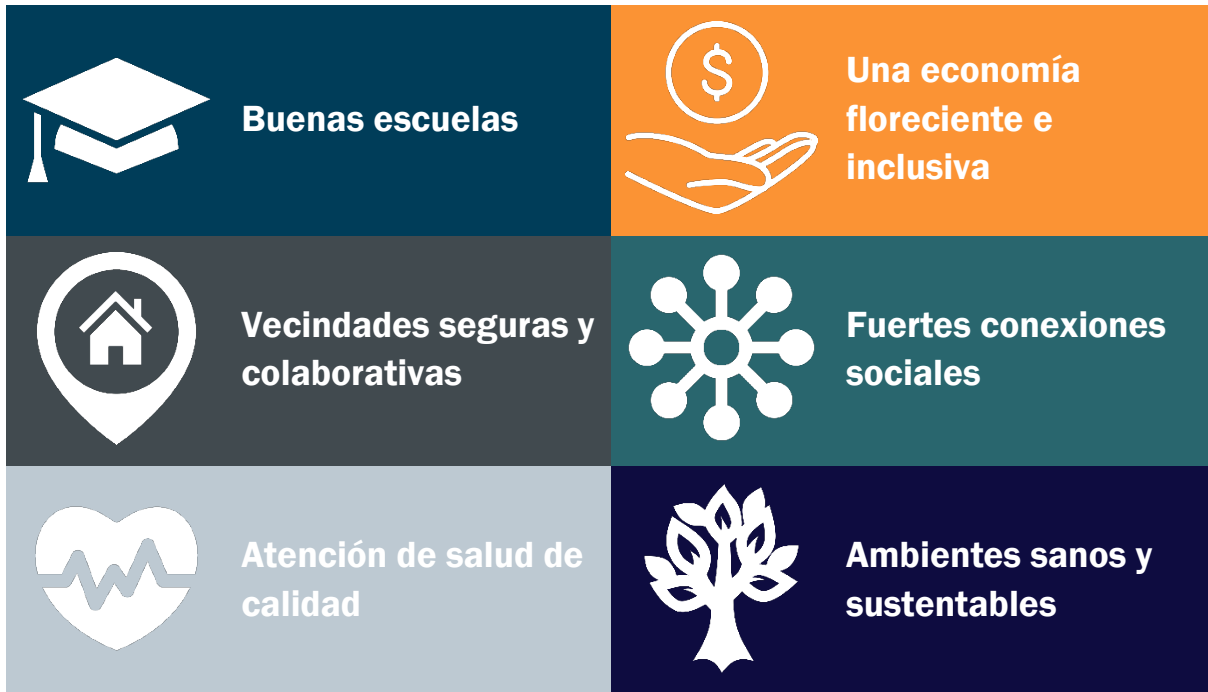 Buenas escuelas
Una economía
floreciente e
inclusiva
Vecindades seguras y
colaborativas
Fuertes conexiones
sociales
Atención de salud de
calidad
Ambientes sanos y
sustentables